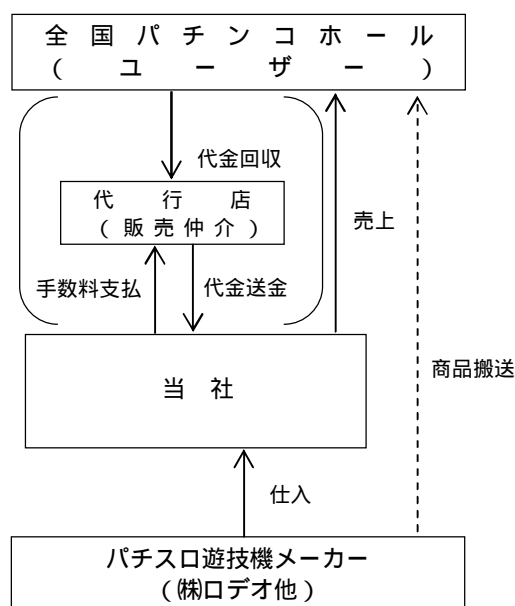 全国パチンコホール
(ユーザー)
代金回収
代行店
(販売仲介)
売上
手数料支払
代金送金
当社
商品搬送
仕入
パチスロ遊技機メーカー
(㈱ロデオ他)